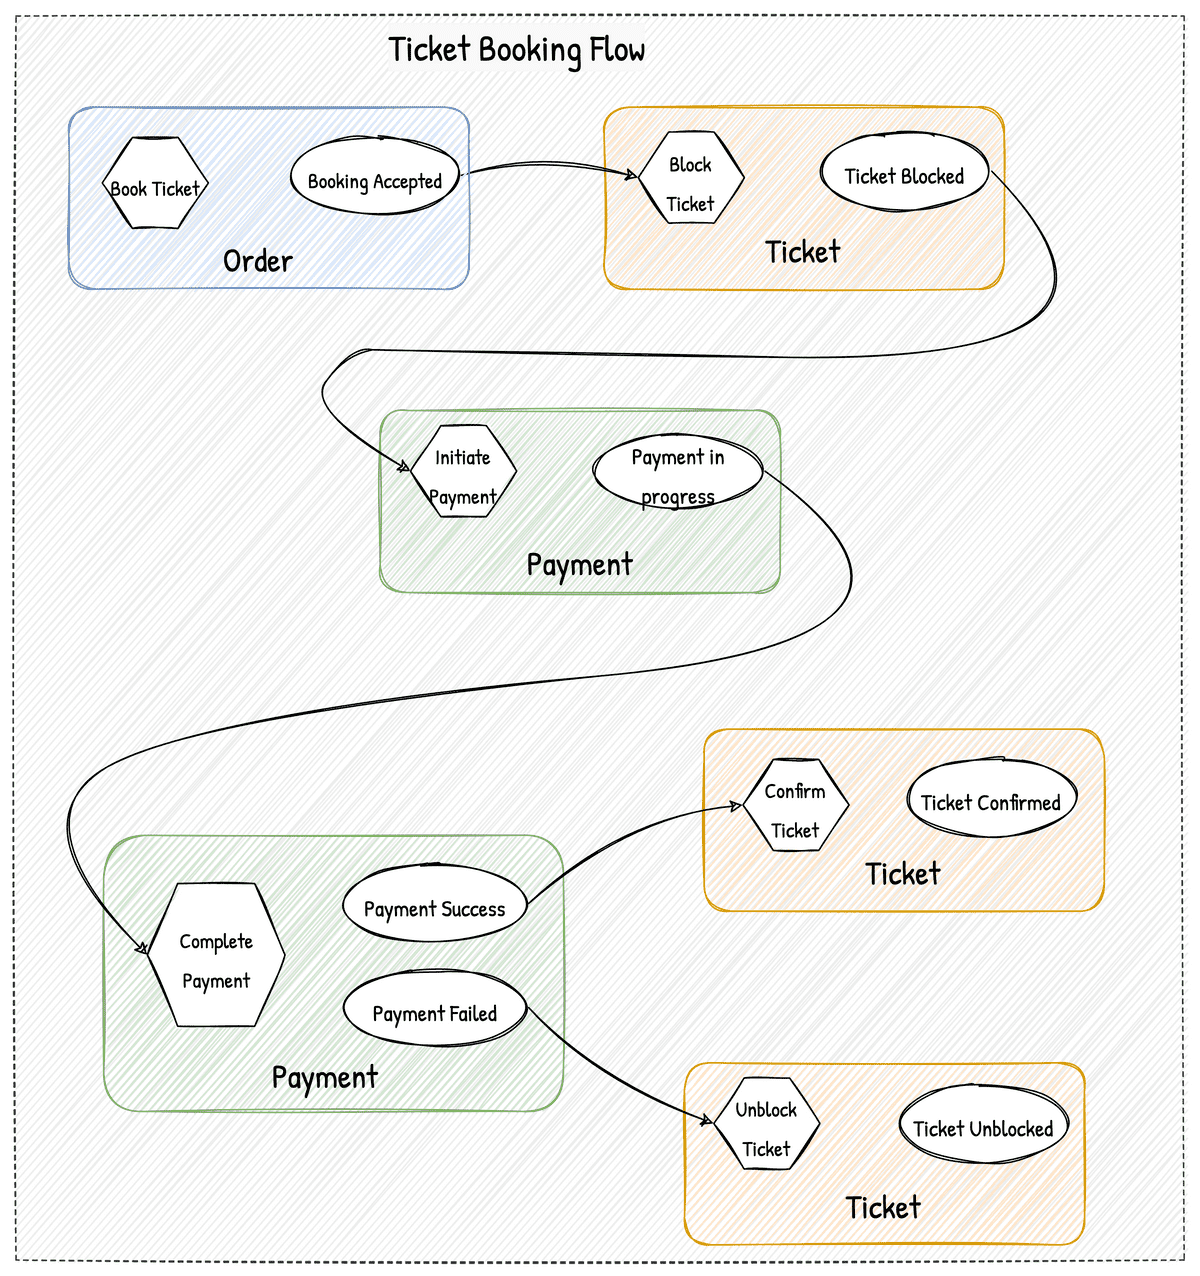 Ticket Booking Flow
Book Ticket
Booking Accepted
Order
Block
Ticket
Ticket Blocked
Ticket
Initiate
Payment
Payment in
progress
Payment
Complete
Payment
Payment Success
Payment Failed
Payment
Confirm
Ticket
Ticket Confirmed
Ticket
Unblock
Ticket
Ticket Unblocked
Ticket